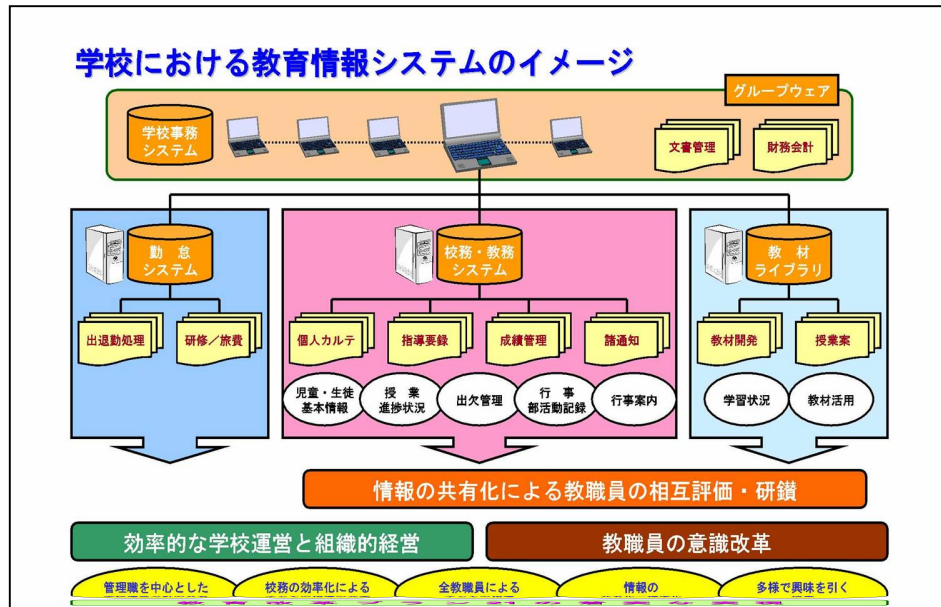 学校における教育情報システムのイメージ
グループウェア
学校事務
システム
文書管理
財務会計
勤怠
システム
校務・教務
システム
教材
ライブラリ
出退勤処理
研修／旅費
個人カルテ
指導要録
成績管理
諸通知
教材開発
授業案
児童・生徒
基本情報
授業
進捗状況
出欠管理
行事
部活動記録
行事案内
学習状況
教材活用
情報の共有化による教職員の相互評価・研鑚
効率的な学校運営と組織的経営
教職員の意識改革
管理職を中心とした
校務の効率化による
全教職員による
情報の
多様で興味を引く